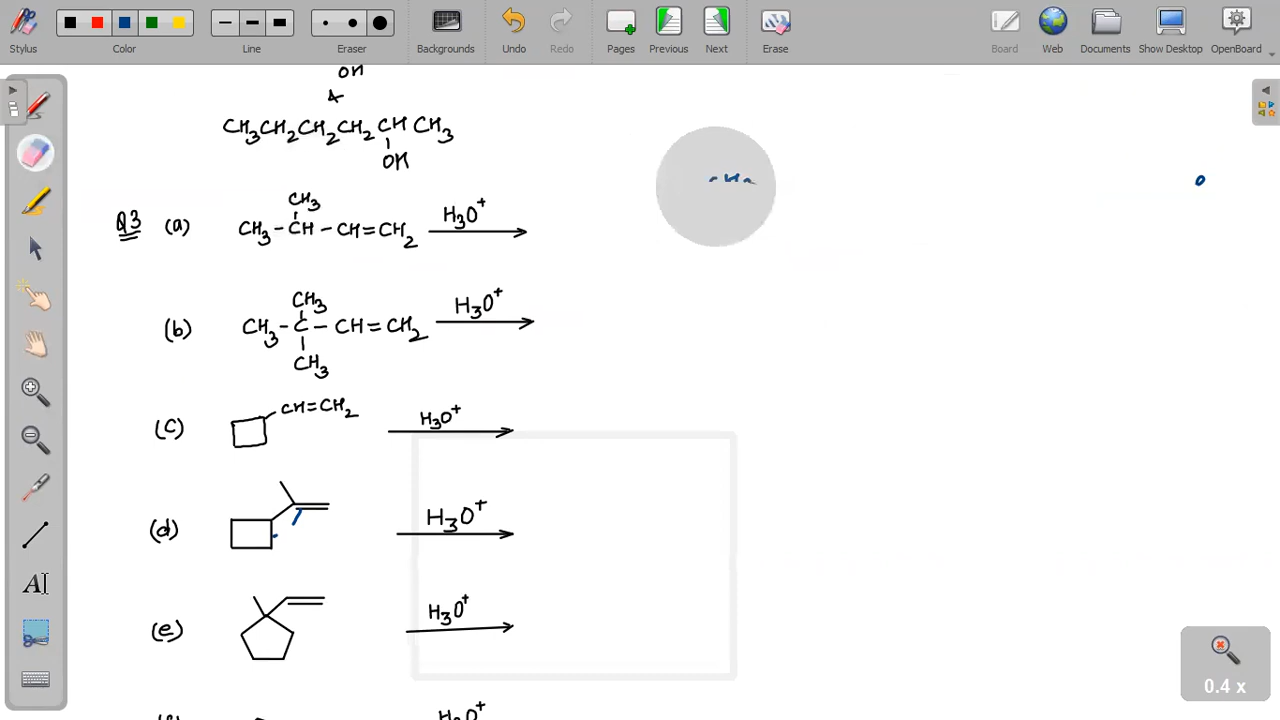 Stylus Color Line Eraser Backgrounds Undo Redo Pages Previous Next Erase Board Web Documents Show Desktop OpenBoard
OH
+
CH₃CH₂CH₂CH₂CHCH₃
OH
CH₃
Q3 (a) CH₃-CH-CH=CH₂ H₃O⁺
CH₃
(b) CH₃-C-CH=CH₂ H₃O⁺
CH₃
(c) CH=CH₂ H₃O⁺
(d) H₃O⁺
(e) H₃O⁺
H₃O⁺
0.4 x